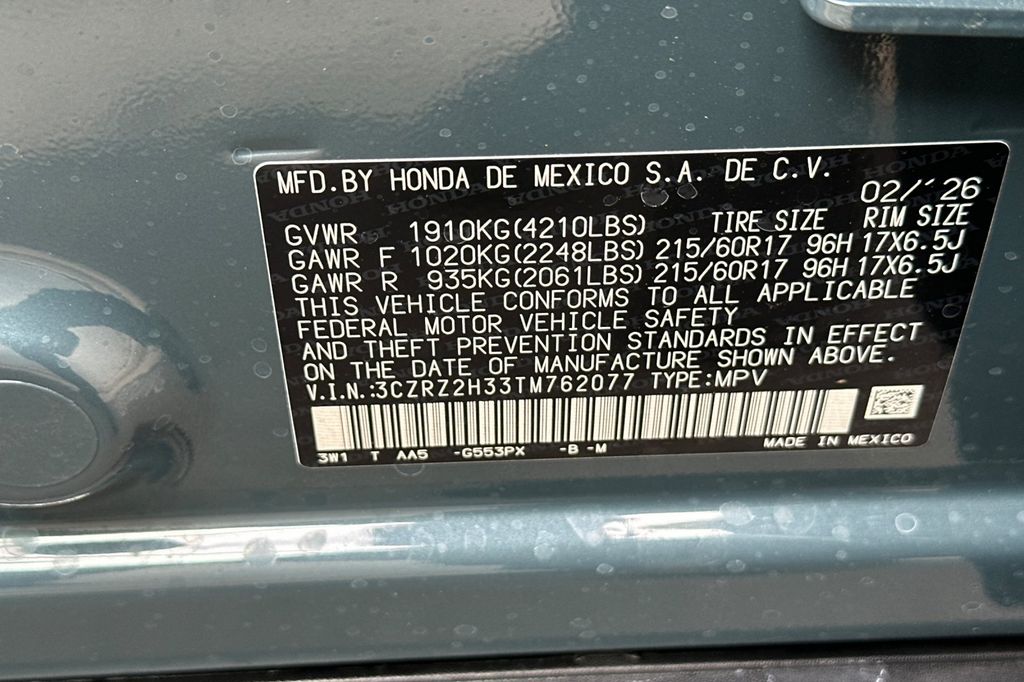 MFD.BY HONDA DE MEXICO S.A. DE C.V.
02/'26
GVWR 1910KG(4210LBS) TIRE SIZE RIM SIZE
GAWR F 1020KG(2248LBS) 215/60R17 96H 17X6.5J
GAWR R 935KG(2061LBS) 215/60R17 96H 17X6.5J
THIS VEHICLE CONFORMS TO ALL APPLICABLE
FEDERAL MOTOR VEHICLE SAFETY
AND THEFT PREVENTION STANDARDS IN EFFECT
ON THE DATE OF MANUFACTURE SHOWN ABOVE.
V.I.N.:3CZRZ2H33TM762077 TYPE:MPV
MADE IN MEXICO
3W1 T AA5 -G553PX -B -M